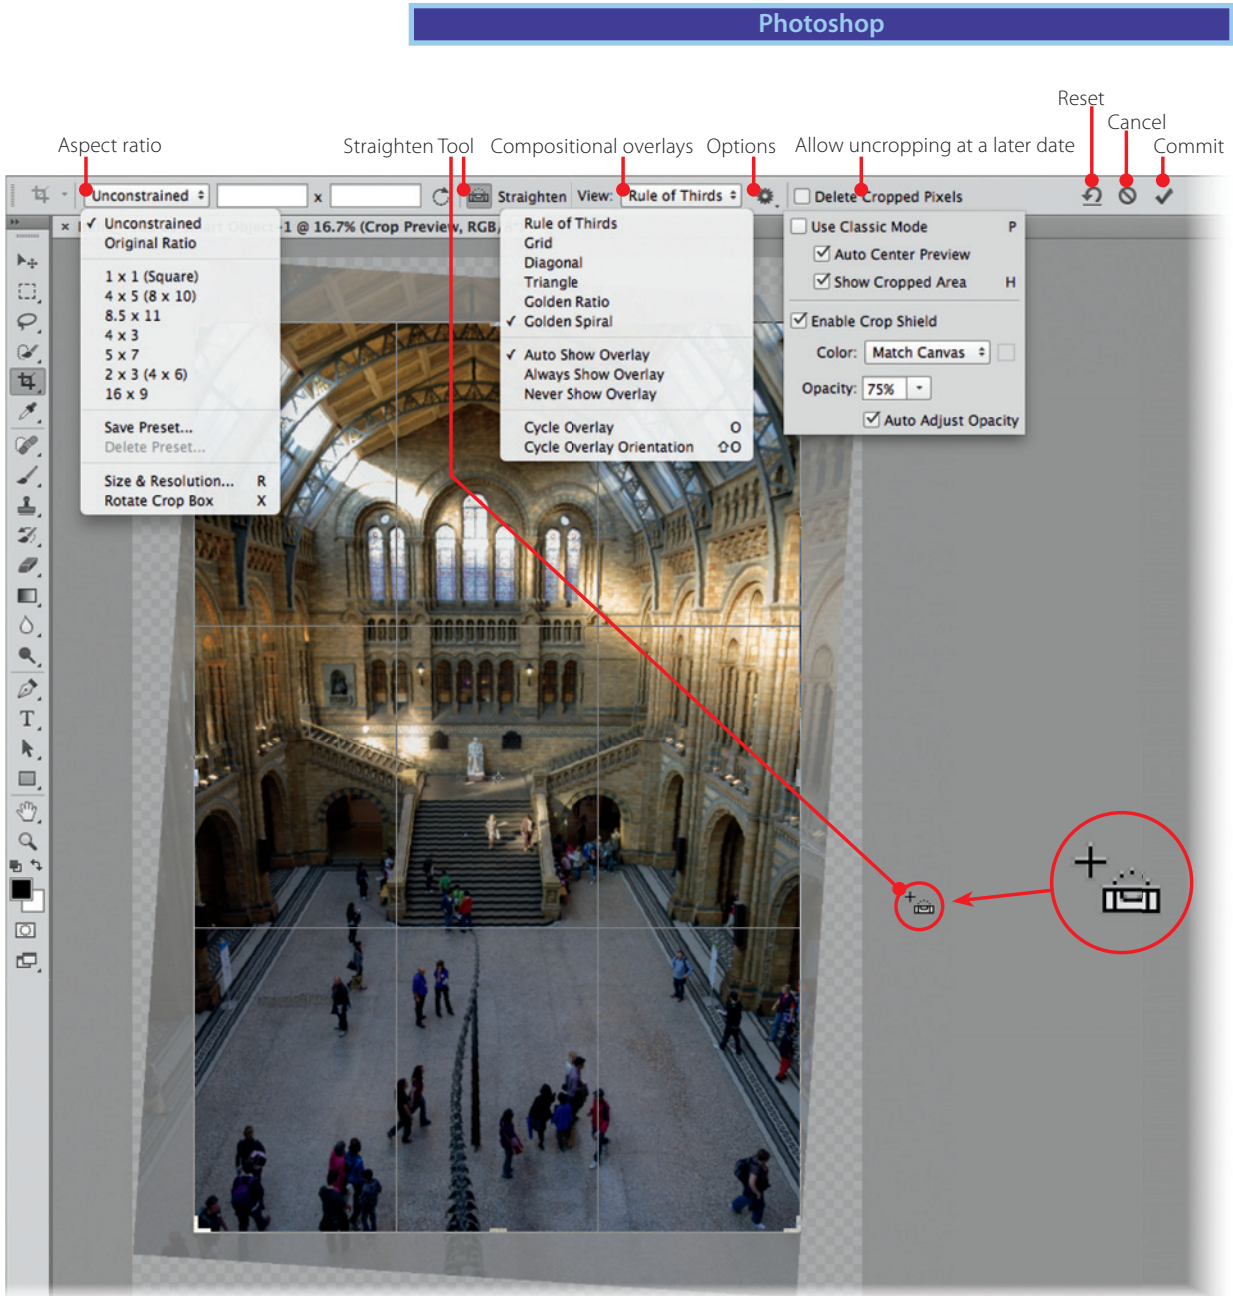 Photoshop
Reset
Cancel
Aspect ratio
Straighten Tool
Compositional overlays
Options
Allow uncropping at a later date
Commit
Unconstrained
x
Straighten
View:
Rule of Thirds
Delete Cropped Pixels
-1 @ 16.7% (Crop Preview, RGB/
✓ Unconstrained
Original Ratio
1 x 1 (Square)
4 x 5 (8 x 10)
8.5 x 11
4 x 3
5 x 7
2 x 3 (4 x 6)
16 x 9
Save Preset...
Delete Preset...
Size & Resolution... R
Rotate Crop Box X
Rule of Thirds
Grid
Diagonal
Triangle
Golden Ratio
✓ Golden Spiral
✓ Auto Show Overlay
Always Show Overlay
Never Show Overlay
Cycle Overlay O
Cycle Overlay Orientation ⇧O
Use Classic Mode P
Auto Center Preview
Show Cropped Area H
Enable Crop Shield
Color: Match Canvas
Opacity: 75%
Auto Adjust Opacity
T